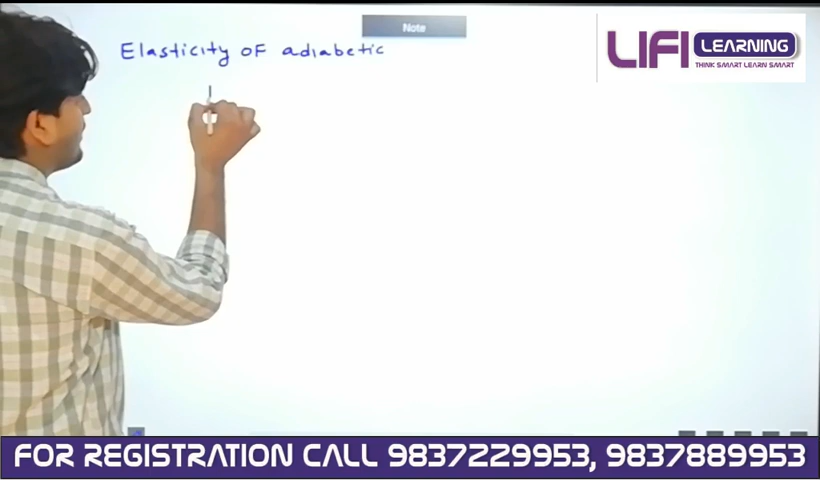 Note
Elasticity of adiabetic
LIFI LEARNING
THINK SMART LEARN SMART
FOR REGISTRATION CALL 9837229953, 9837889953